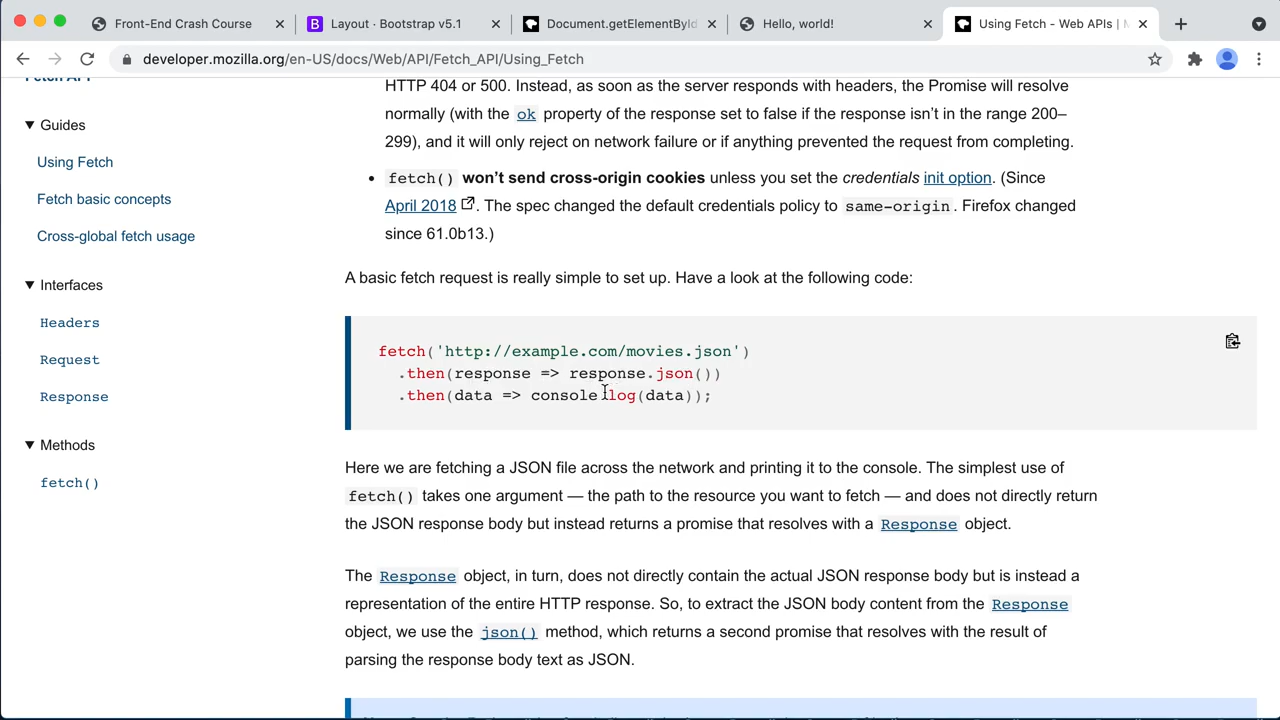 Front-End Crash Course
Layout · Bootstrap v5.1
Document.getElementById
Hello, world!
Using Fetch - Web APIs |
developer.mozilla.org/en-US/docs/Web/API/Fetch_API/Using_Fetch
Fetch API
Guides
Using Fetch
Fetch basic concepts
Cross-global fetch usage
Interfaces
Headers
Request
Response
Methods
fetch()
HTTP 404 or 500. Instead, as soon as the server responds with headers, the Promise will resolve
normally (with the ok property of the response set to false if the response isn't in the range 200–
299), and it will only reject on network failure or if anything prevented the request from completing.
• fetch() won't send cross-origin cookies unless you set the credentials init option. (Since
April 2018. The spec changed the default credentials policy to same-origin. Firefox changed
since 61.0b13.)
A basic fetch request is really simple to set up. Have a look at the following code:
fetch('http://example.com/movies.json')
.then(response => response.json())
.then(data => console.log(data));
Here we are fetching a JSON file across the network and printing it to the console. The simplest use of
fetch() takes one argument — the path to the resource you want to fetch — and does not directly return
the JSON response body but instead returns a promise that resolves with a Response object.
The Response object, in turn, does not directly contain the actual JSON response body but is instead a
representation of the entire HTTP response. So, to extract the JSON body content from the Response
object, we use the json() method, which returns a second promise that resolves with the result of
parsing the response body text as JSON.